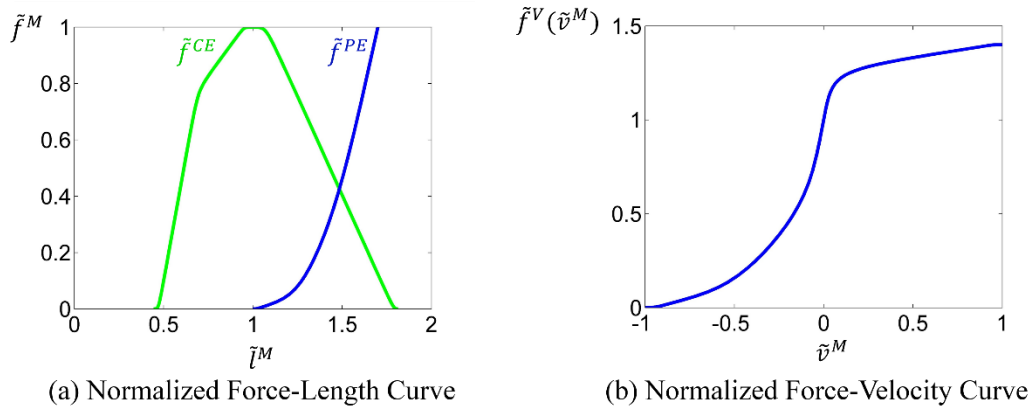 f̃^M
1
0.8
0.6
0.4
0.2
0
f̃^CE
f̃^PE
0 0.5 1 1.5 2
l̃^M
(a) Normalized Force-Length Curve
f̃^V(ṽ^M)
1.5
1
0.5
0
-1 -0.5 0 0.5 1
ṽ^M
(b) Normalized Force-Velocity Curve